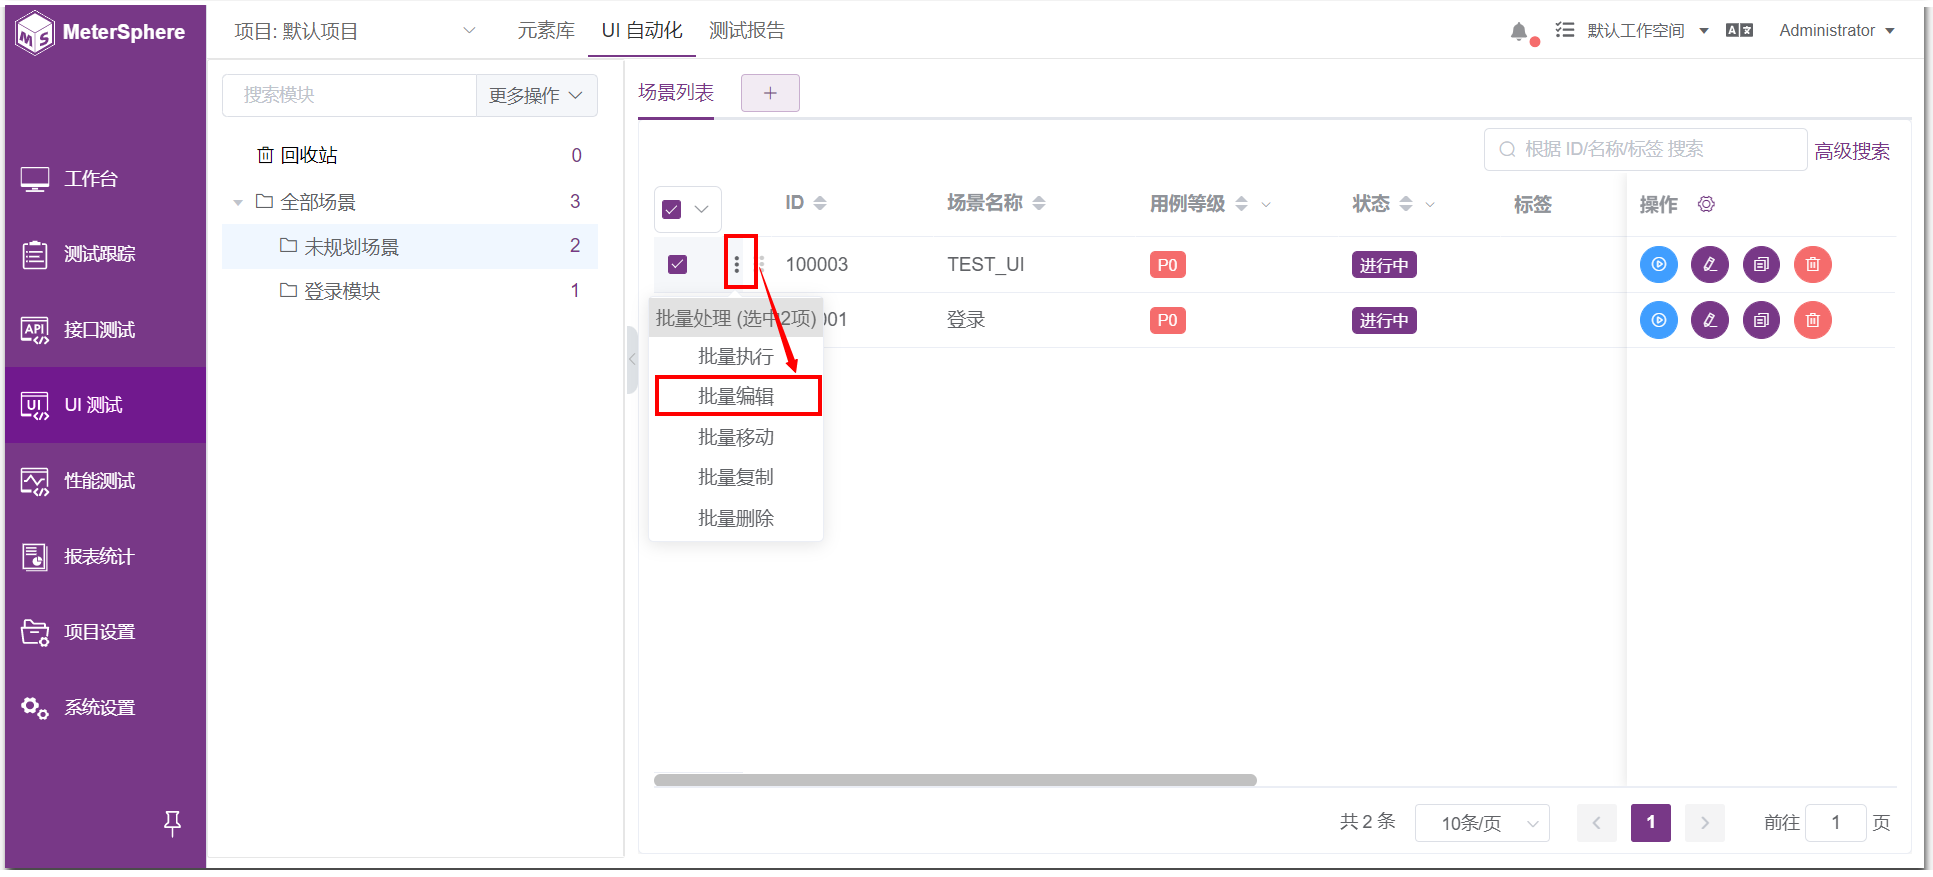 MeterSphere
项目: 默认项目
元素库
UI 自动化
测试报告
默认工作空间
Administrator
工作台
测试跟踪
API 接口测试
UI UI 测试
性能测试
报表统计
项目设置
系统设置
搜索模块
更多操作
回收站 0
全部场景 3
未规划场景 2
登录模块 1
场景列表
+
根据 ID/名称/标签 搜索
高级搜索
ID 场景名称 用例等级 状态 标签 操作
100003 TEST_UI P0 进行中
001 登录 P0 进行中
批量处理 (选中2项)
批量执行
批量编辑
批量移动
批量复制
批量删除
共 2 条
10条/页
1
前往 1 页